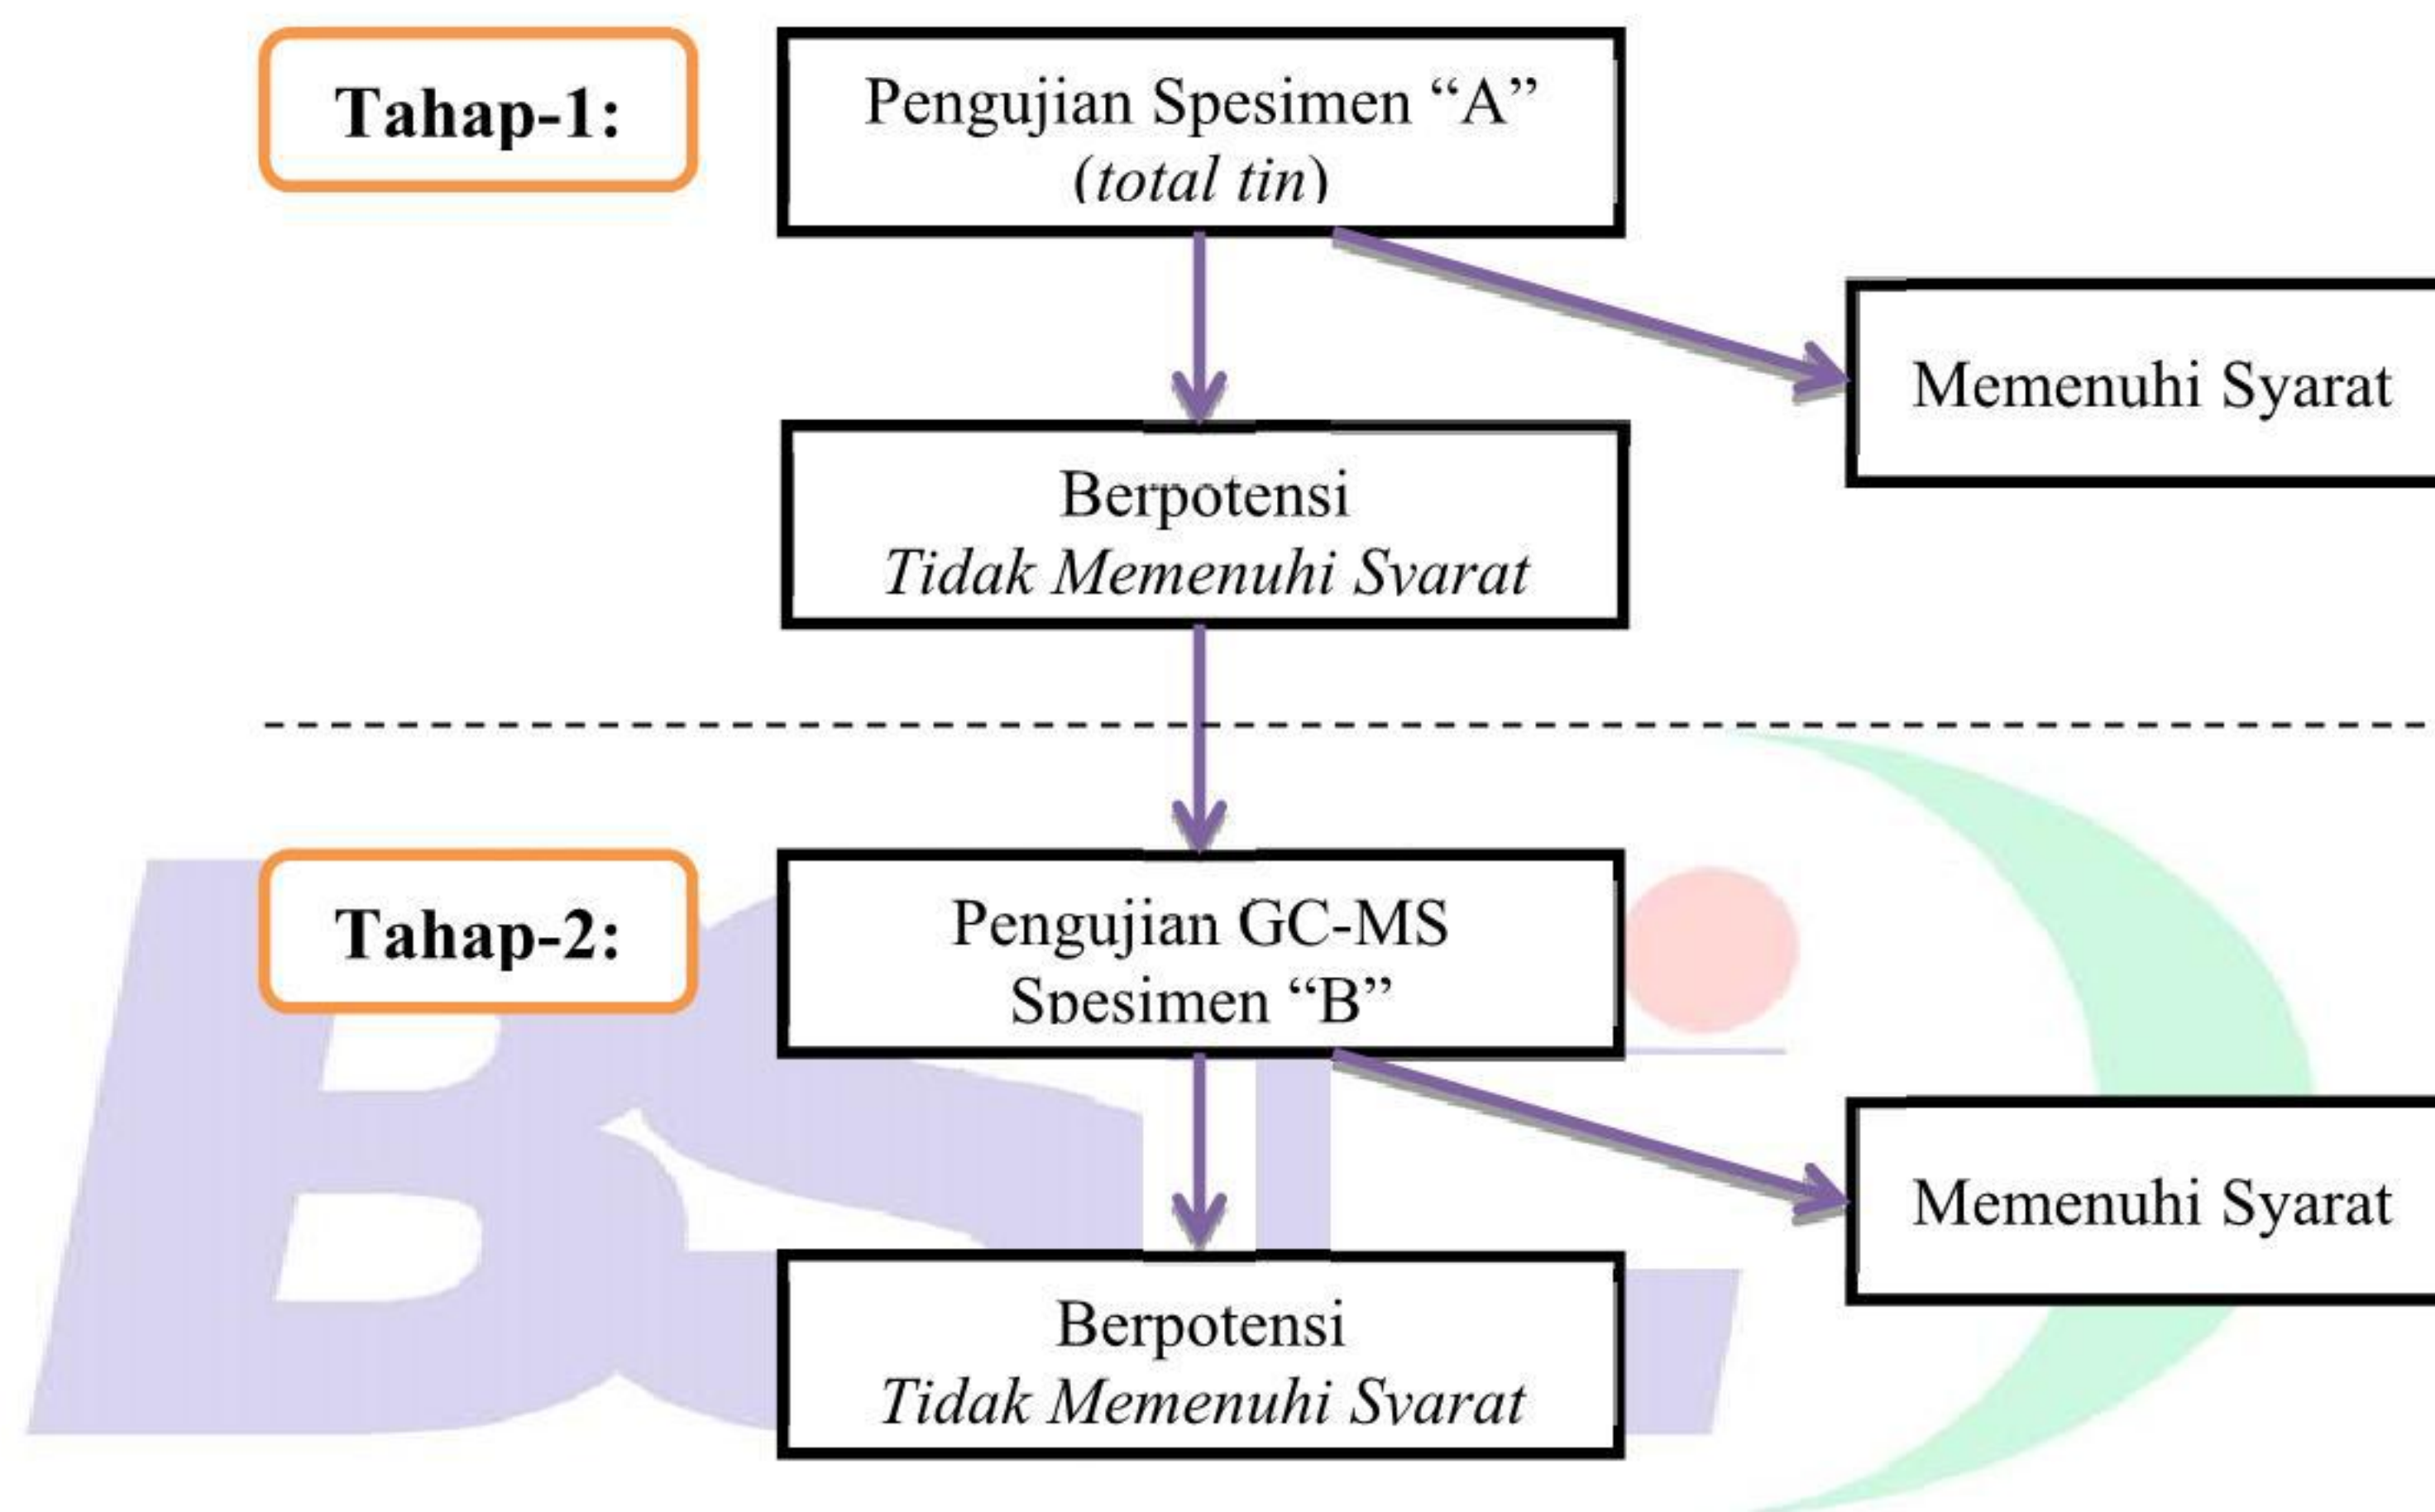 Tahap-1:
Pengujian Spesimen “A”
(total tin)
Memenuhi Syarat
Berpotensi
Tidak Memenuhi Syarat
Tahap-2:
Pengujian GC-MS
Spesimen “B”
Memenuhi Syarat
Berpotensi
Tidak Memenuhi Syarat